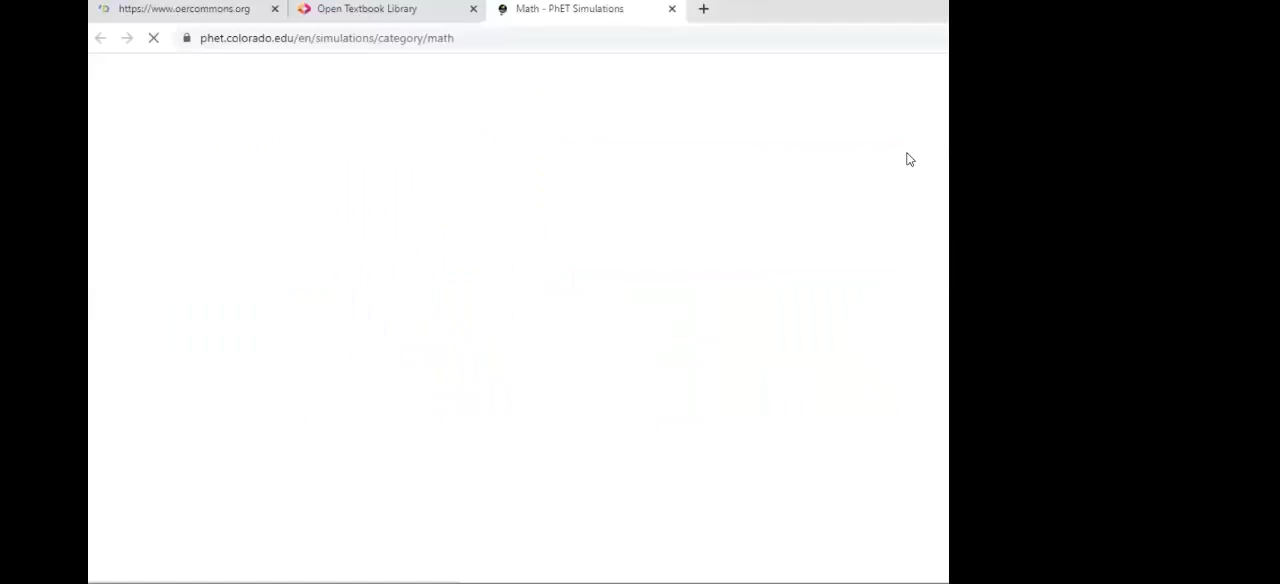 https://www.oercommons.org
Open Textbook Library
Math - PhET Simulations
phet.colorado.edu/en/simulations/category/math